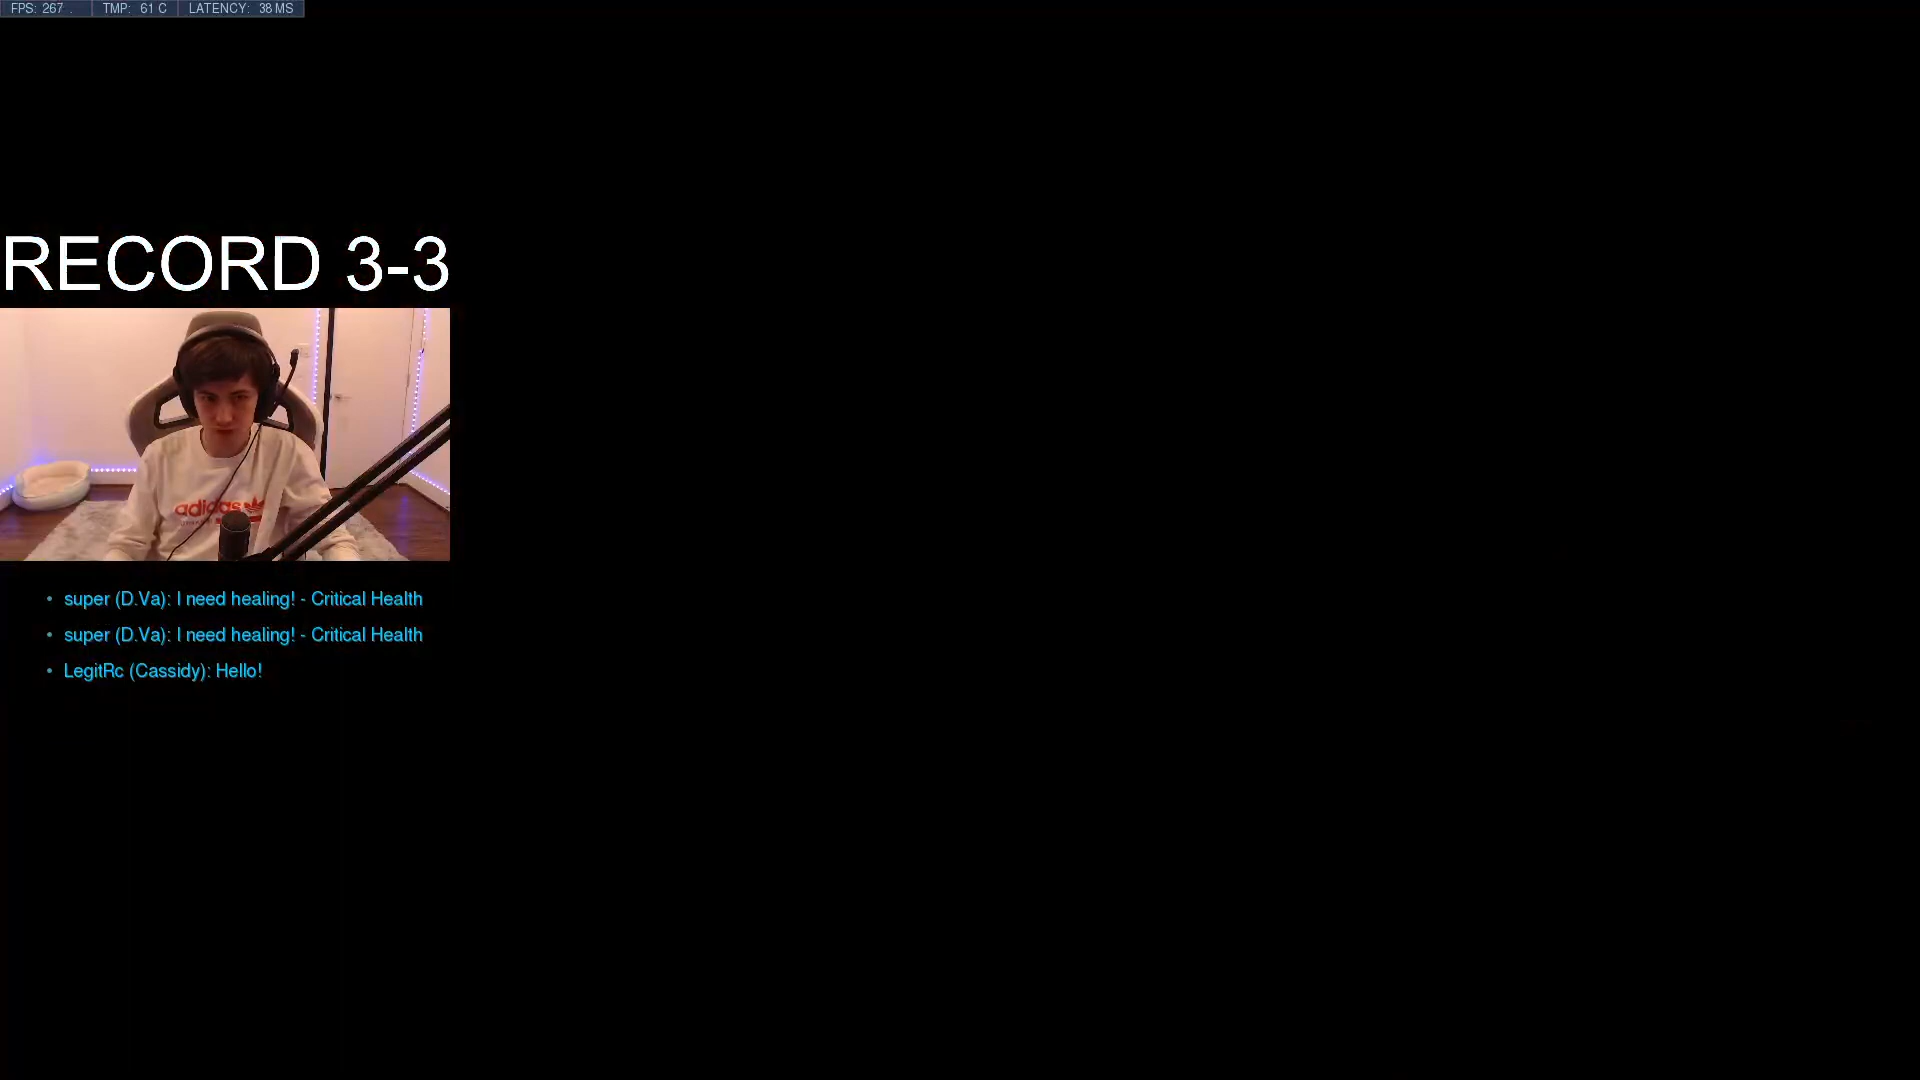 FPS: 267 . TMP: 61 C LATENCY: 38 MS
RECORD 3-3
adidas
• super (D.Va): I need healing! - Critical Health
• super (D.Va): I need healing! - Critical Health
• LegitRc (Cassidy): Hello!